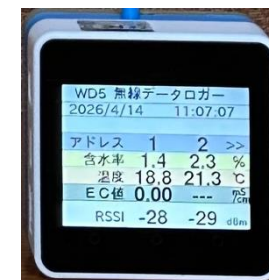 WD5 無線データロガー
2026/4/14 11:07:07
アドレス 1 2 >>
含水率 1.4 2.3 %
温度 18.8 21.3 ℃
EC値 0.00 --- mS/cm
RSSI -28 -29 dBm